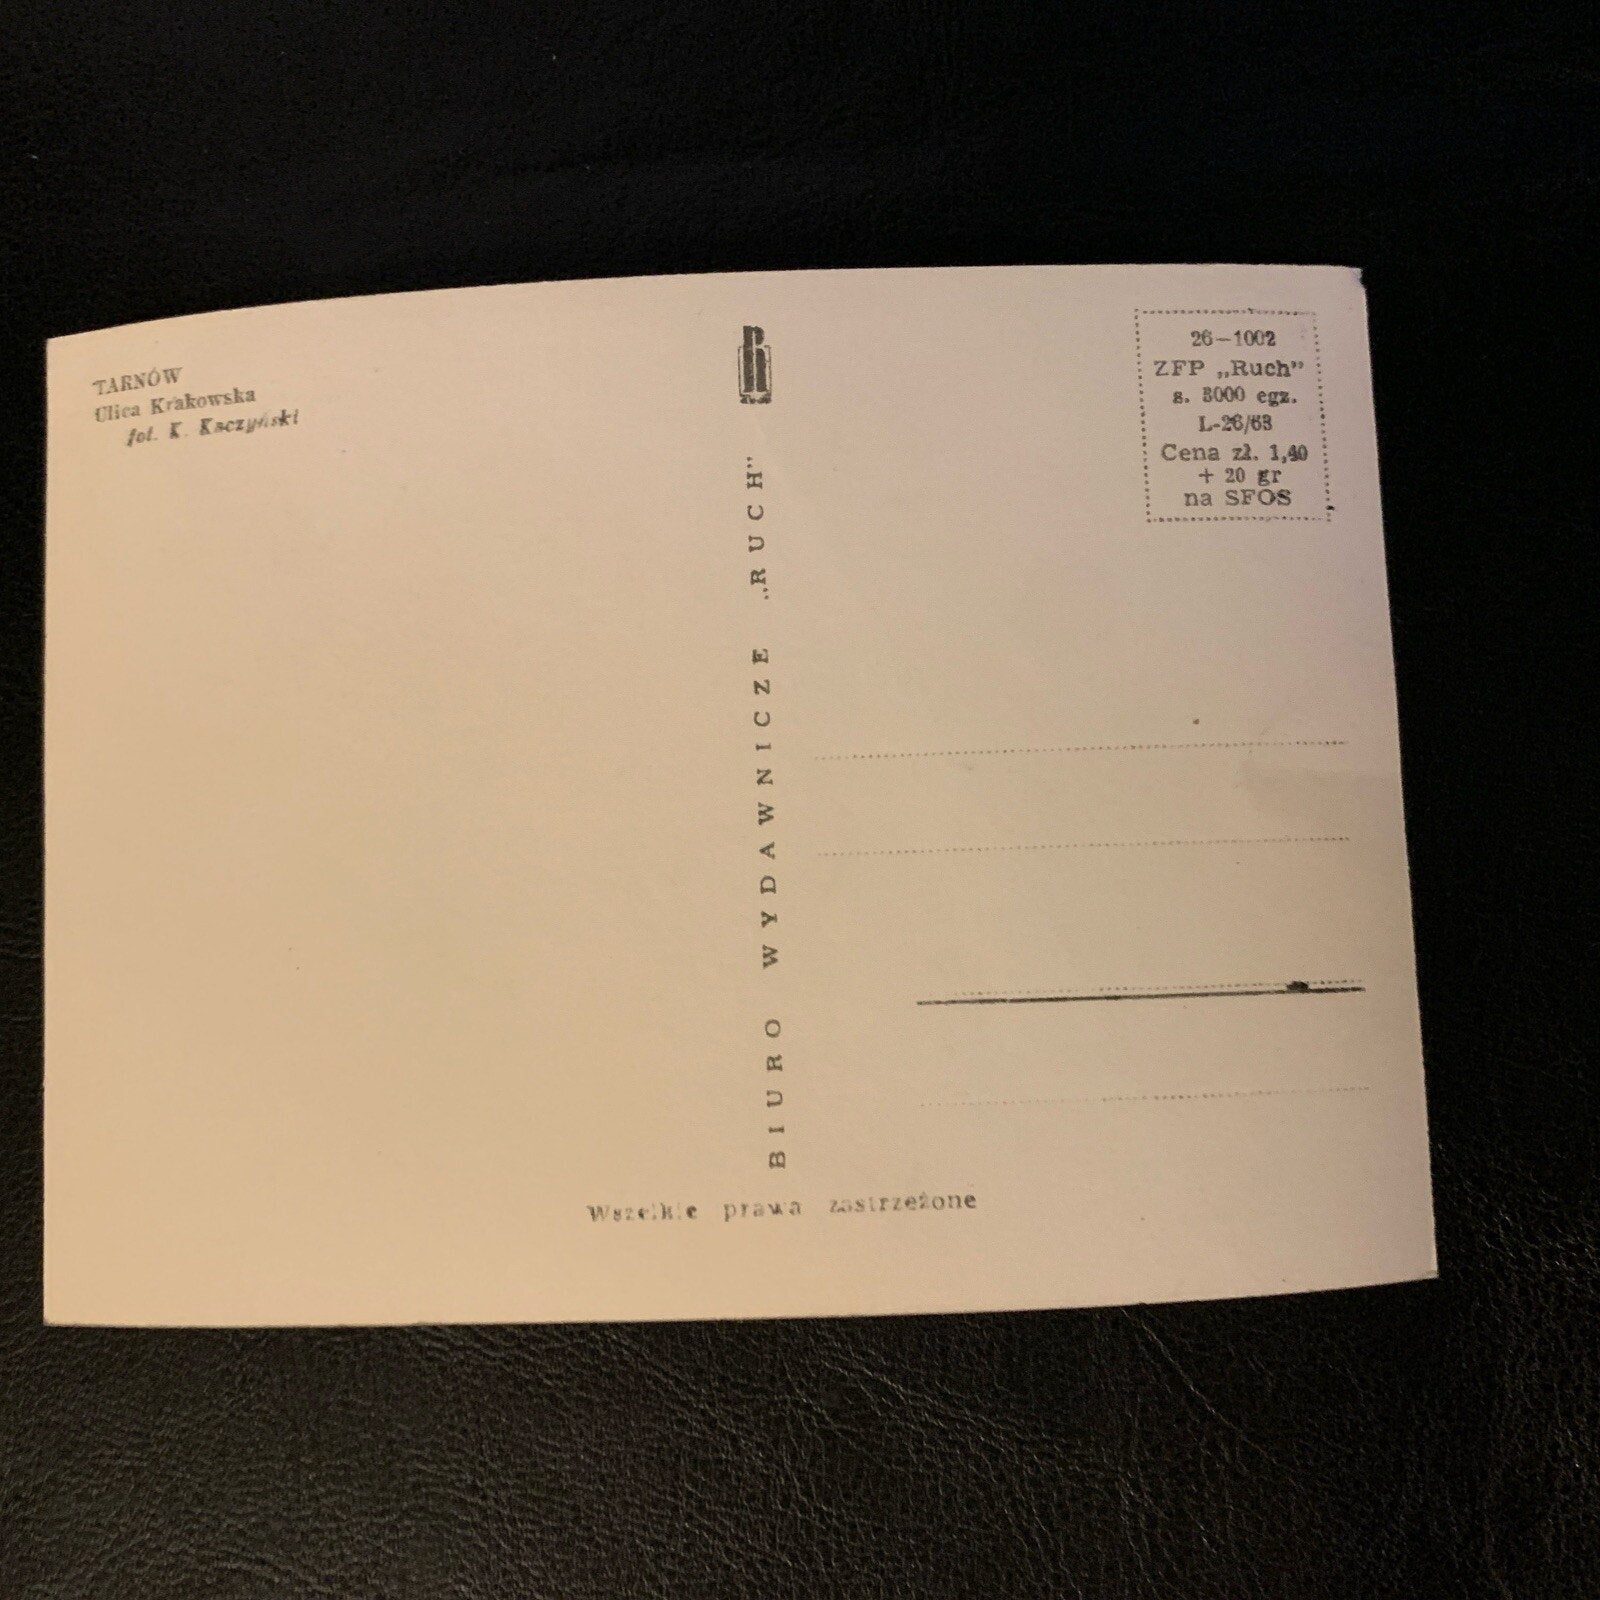 TARNÓW
Ulica Krakowska
fot. K. Kaczyński
BIURO WYDAWNICZE „RUCH”
26—1002
ZFP „Ruch”
s. 5000 egz.
L-26/63
Cena zł. 1,40
+ 20 gr
na SFOS
Wszelkie prawa zastrzeżone